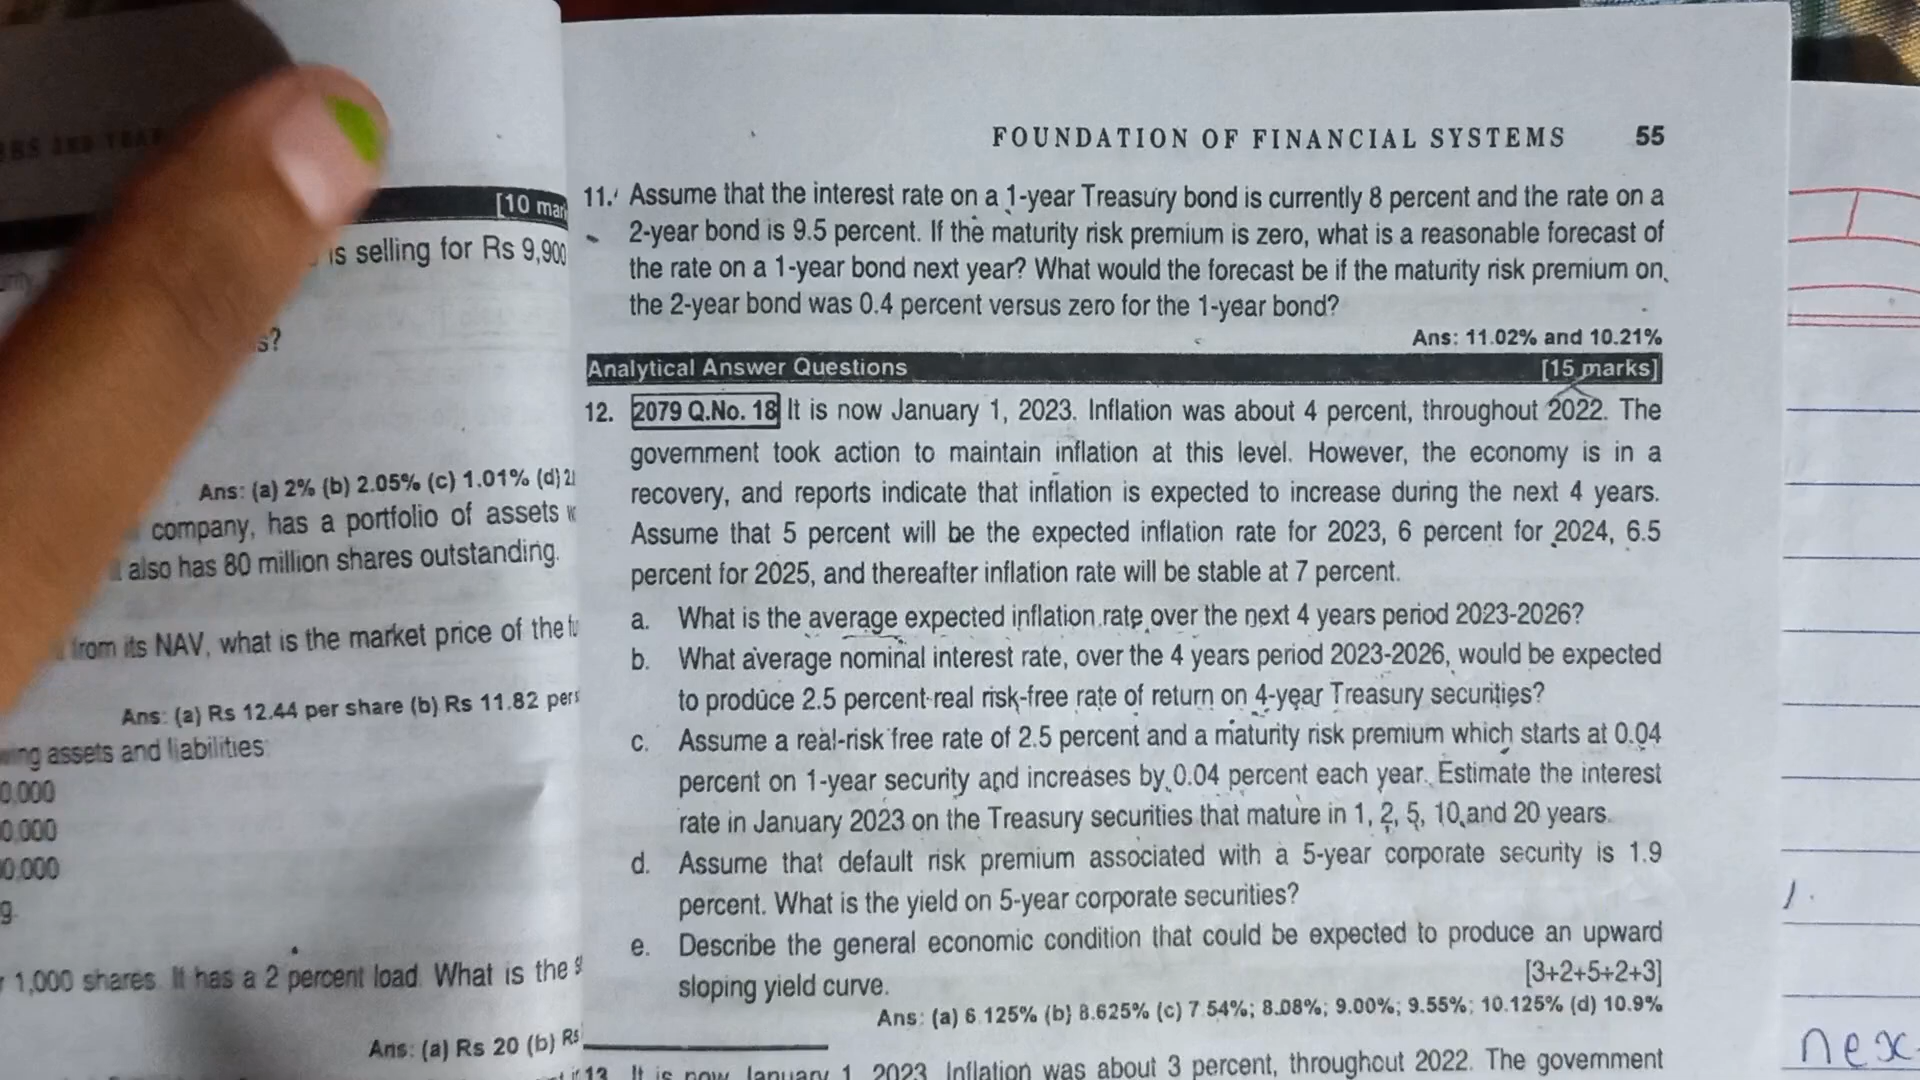 [10 mar
is selling for Rs 9,900
s?
Ans: (a) 2% (b) 2.05% (c) 1.01% (d)
company, has a portfolio of assets
also has 80 million shares outstanding.
from its NAV, what is the market price of the
Ans: (a) Rs 12.44 per share (b) Rs 11.82 per
assets and liabilities:
0,000
0,000
0,000
g.
1,000 shares. It has a 2 percent load. What is the
Ans: (a) Rs 20 (b) Rs
FOUNDATION OF FINANCIAL SYSTEMS 55
11. Assume that the interest rate on a 1-year Treasury bond is currently 8 percent and the rate on a
2-year bond is 9.5 percent. If the maturity risk premium is zero, what is a reasonable forecast of
the rate on a 1-year bond next year? What would the forecast be if the maturity risk premium on
the 2-year bond was 0.4 percent versus zero for the 1-year bond?
Ans: 11.02% and 10.21%
Analytical Answer Questions [15 marks]
12. 2079 Q.No. 18 It is now January 1, 2023. Inflation was about 4 percent, throughout 2022. The
government took action to maintain inflation at this level. However, the economy is in a
recovery, and reports indicate that inflation is expected to increase during the next 4 years.
Assume that 5 percent will be the expected inflation rate for 2023, 6 percent for 2024, 6.5
percent for 2025, and thereafter inflation rate will be stable at 7 percent.
a. What is the average expected inflation rate over the next 4 years period 2023-2026?
b. What average nominal interest rate, over the 4 years period 2023-2026, would be expected
to produce 2.5 percent real risk-free rate of return on 4-year Treasury securities?
c. Assume a real-risk free rate of 2.5 percent and a maturity risk premium which starts at 0.04
percent on 1-year security and increases by 0.04 percent each year. Estimate the interest
rate in January 2023 on the Treasury securities that mature in 1, 2, 5, 10 and 20 years.
d. Assume that default risk premium associated with a 5-year corporate security is 1.9
percent. What is the yield on 5-year corporate securities?
e. Describe the general economic condition that could be expected to produce an upward
sloping yield curve. [3+2+5+2+3]
Ans: (a) 6.125% (b) 8.625% (c) 7.54%; 8.08%; 9.00%; 9.55%; 10.125% (d) 10.9%
13. It is now January 1, 2023. Inflation was about 3 percent, throughout 2022. The government
1.
nex